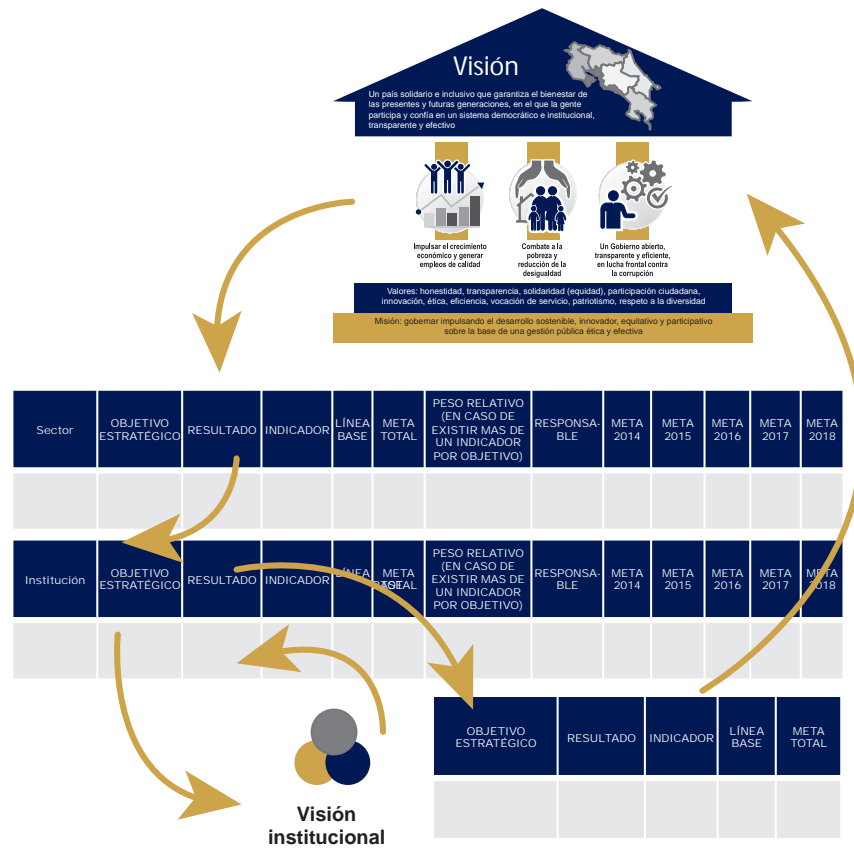 Visión
Un país solidario e inclusivo que garantiza el bienestar de
las presentes y futuras generaciones, en el que la gente
participa y confía en un sistema democrático e institucional,
transparente y efectivo
Impulsar el crecimiento
económico y generar
empleos de calidad
Combate a la
pobreza y
reducción de la
desigualdad
Un Gobierno abierto,
transparente y eficiente,
en lucha frontal contra
la corrupción
Valores: honestidad, transparencia, solidaridad (equidad), participación ciudadana,
innovación, ética, eficiencia, vocación de servicio, patriotismo, respeto a la diversidad
Misión: gobernar impulsando el desarrollo sostenible, innovador, equitativo y participativo
sobre la base de una gestión pública ética y efectiva
Sector
OBJETIVO
ESTRATÉGICO
RESULTADO
INDICADOR
LÍNEA
BASE
META
TOTAL
PESO RELATIVO
(EN CASO DE
EXISTIR MAS DE
UN INDICADOR
POR OBJETIVO)
RESPONSA-
BLE
META
2014
META
2015
META
2016
META
2017
META
2018
Institución
OBJETIVO
ESTRATÉGICO
RESULTADO
INDICADOR
LÍNEA
BASE
META
TOTAL
PESO RELATIVO
(EN CASO DE
EXISTIR MAS DE
UN INDICADOR
POR OBJETIVO)
RESPONSA-
BLE
META
2014
META
2015
META
2016
META
2017
META
2018
OBJETIVO
ESTRATÉGICO
RESULTADO
INDICADOR
LÍNEA
BASE
META
TOTAL
Visión
institucional